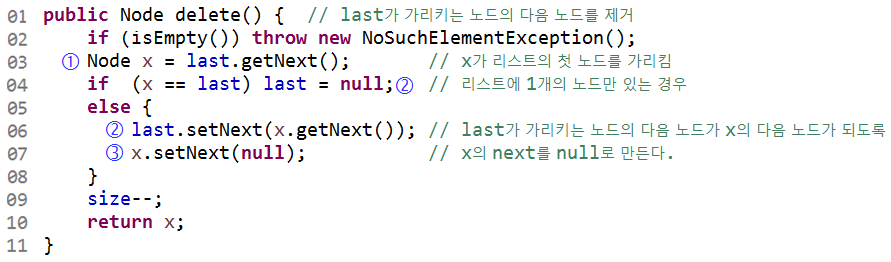 01 public Node delete() {  // last가 가리키는 노드의 다음 노드를 제거
02     if (isEmpty()) throw new NoSuchElementException();
03   ① Node x = last.getNext();        // x가 리스트의 첫 노드를 가리킴
04     if  (x == last) last = null;②  // 리스트에 1개의 노드만 있는 경우
05     else {
06       ② last.setNext(x.getNext()); // last가 가리키는 노드의 다음 노드가 x의 다음 노드가 되도록
07       ③ x.setNext(null);           // x의 next를 null로 만든다.
08     }
09     size--;
10     return x;
11 }